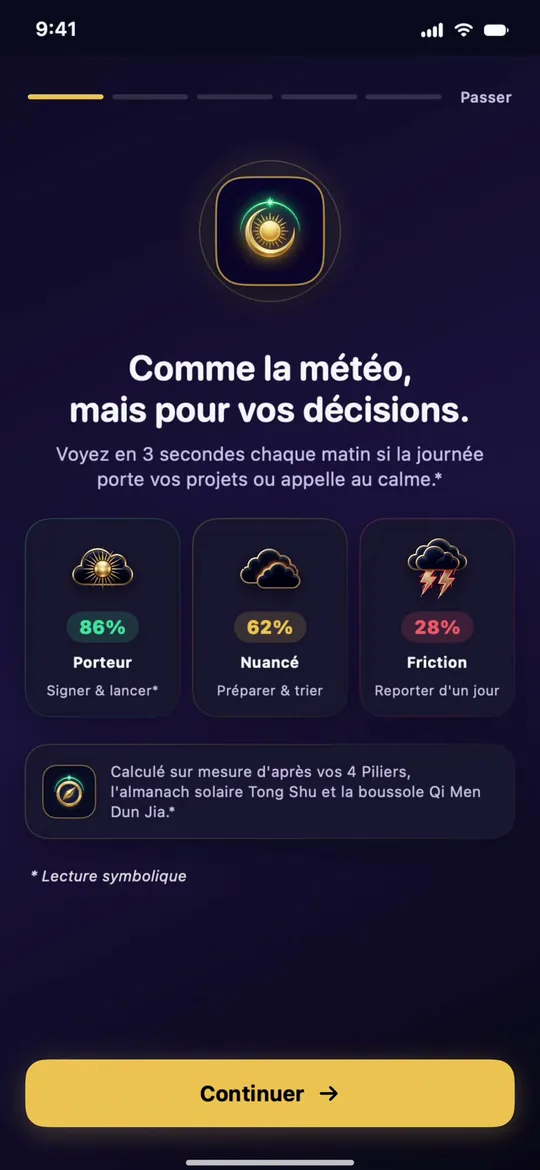 9:41
Passer
Comme la météo,
mais pour vos décisions.
Voyez en 3 secondes chaque matin si la journée
porte vos projets ou appelle au calme.*
86%
Porteur
Signer & lancer*
62%
Nuancé
Préparer & trier
28%
Friction
Reporter d'un jour
Calculé sur mesure d'après vos 4 Piliers,
l'almanach solaire Tong Shu et la boussole Qi Men
Dun Jia.*
* Lecture symbolique
Continuer →